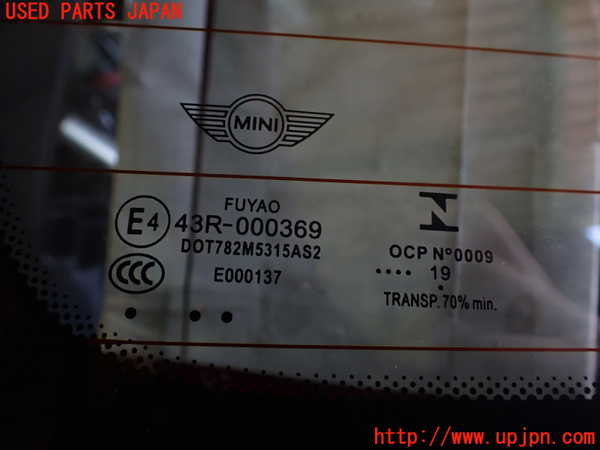 USED PARTS JAPAN
MINI
FUYAO
E4 43R-000369
DOT782M5315AS2
CCC E000137
OCP Nº0009
.... 19
TRANSP. 70% min.
http://www.upjpn.com/